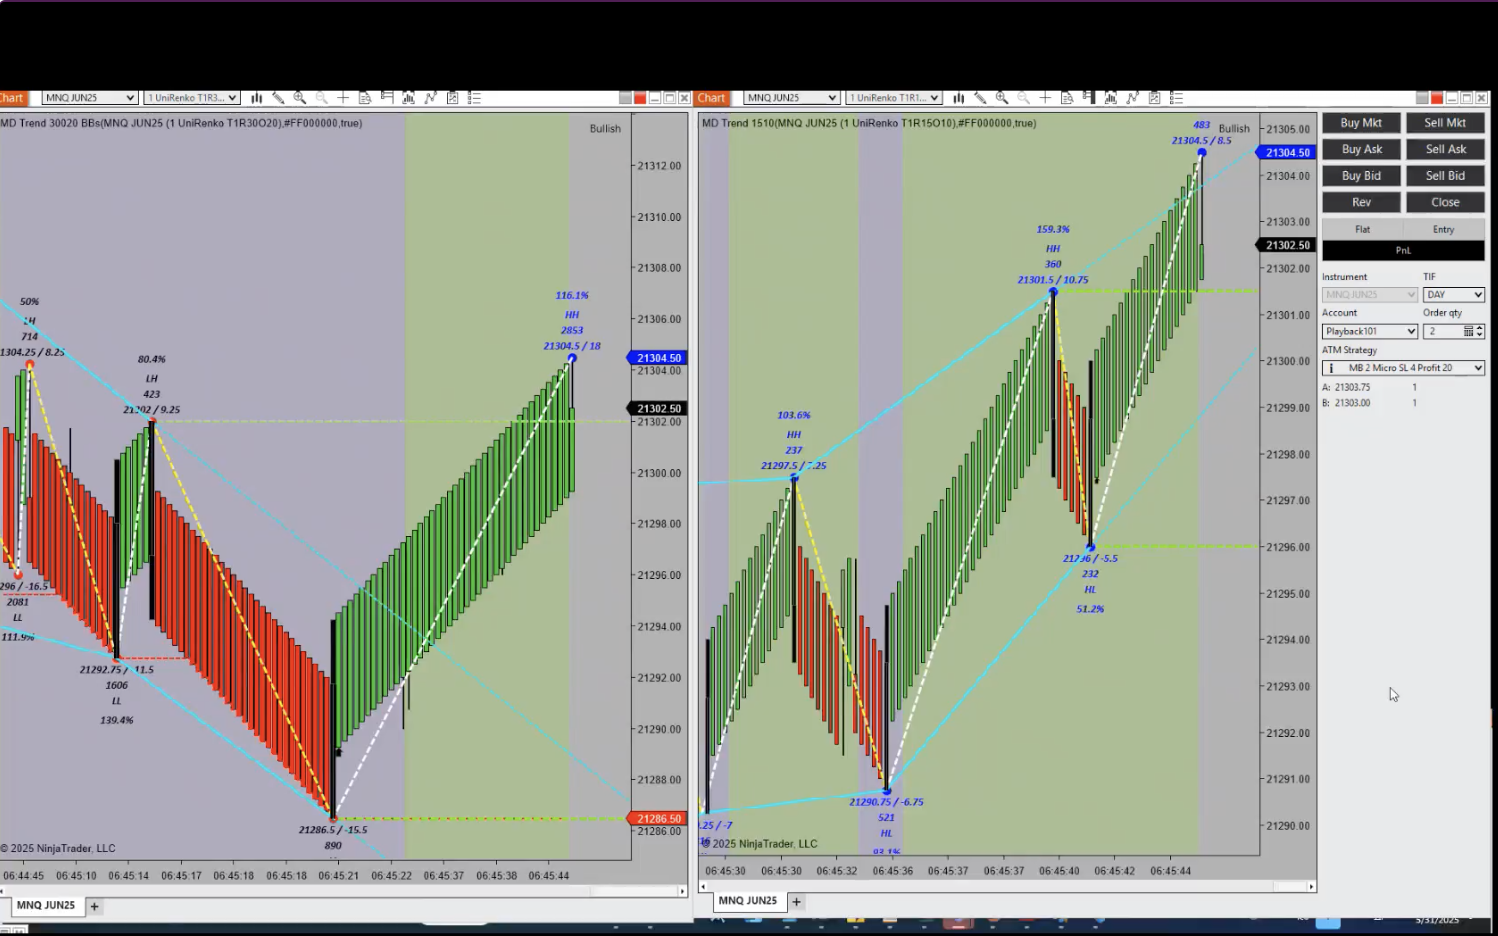 Chart
MNQ JUN25
1 UniRenko T1R3...
MD Trend 30020 BBs(MNQ JUN25 (1 UniRenko T1R30O20),#FF000000,true)
Bullish
21312.00
21310.00
21308.00
21306.00
21304.50
21304.00
21302.50
21302.00
21300.00
21298.00
21296.00
21294.00
21292.00
21290.00
21288.00
21286.50
21286.00
50%
LH
714
1304.25 / 8.25
80.4%
LH
423
21302 / 9.25
116.1%
HH
2853
21304.5 / 18
296 / -16.5
2081
LL
111.9%
21292.75 / -11.5
1606
LL
139.4%
21286.5 / -15.5
890
© 2025 NinjaTrader, LLC
06:44:45 06:45:10 06:45:14 06:45:17 06:45:18 06:45:21 06:45:22 06:45:37 06:45:38 06:45:44
MNQ JUN25
+
Chart
MNQ JUN25
1 UniRenko T1R1...
MD Trend 1510(MNQ JUN25 (1 UniRenko T1R15O10),#FF000000,true)
483
Bullish
21304.5 / 8.5
21305.00
21304.50
21304.00
21303.00
21302.50
21302.00
21301.00
21300.00
21299.00
21298.00
21297.00
21296.00
21295.00
21294.00
21293.00
21292.00
21291.00
21290.00
159.3%
HH
360
21301.5 / 10.75
103.6%
HH
237
21297.5 / 7.25
21296 / -5.5
232
HL
51.2%
21290.75 / -6.75
521
HL
93.1%
.25 / -7
© 2025 NinjaTrader, LLC
06:45:30 06:45:30 06:45:32 06:45:36 06:45:37 06:45:37 06:45:40 06:45:42 06:45:44
MNQ JUN25
+
Buy Mkt
Sell Mkt
Buy Ask
Sell Ask
Buy Bid
Sell Bid
Rev
Close
Flat
Entry
PnL
Instrument
TIF
MNQ JUN25
DAY
Account
Order qty
Playback101
2
ATM Strategy
MB 2 Micro SL 4 Profit 20
A: 21303.75 1
B: 21303.00 1
5/31/2025